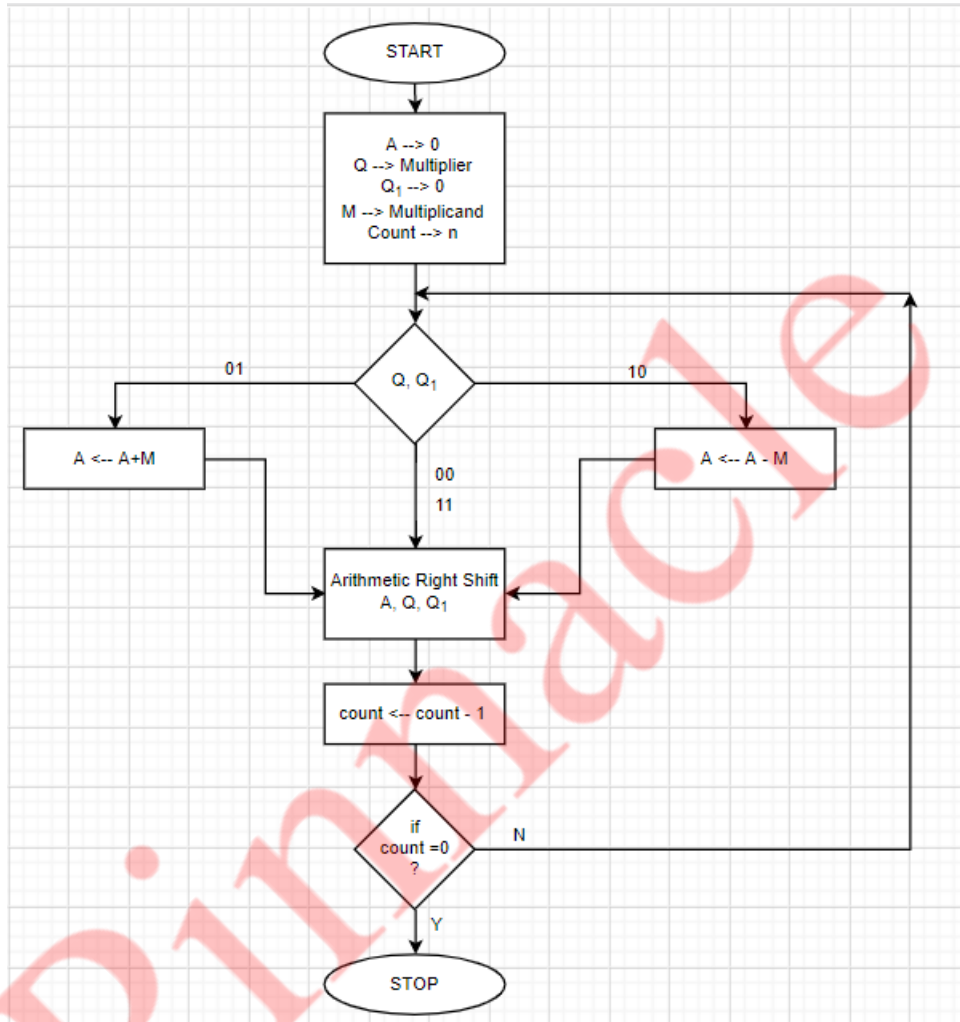 START
A --> 0
Q --> Multiplier
Q₁ --> 0
M --> Multiplicand
Count --> n
Q, Q₁
01
10
A <-- A+M
A <-- A - M
00
11
Arithmetic Right Shift
A, Q, Q₁
count <-- count - 1
if
count =0
?
N
Y
STOP
Pinnacle